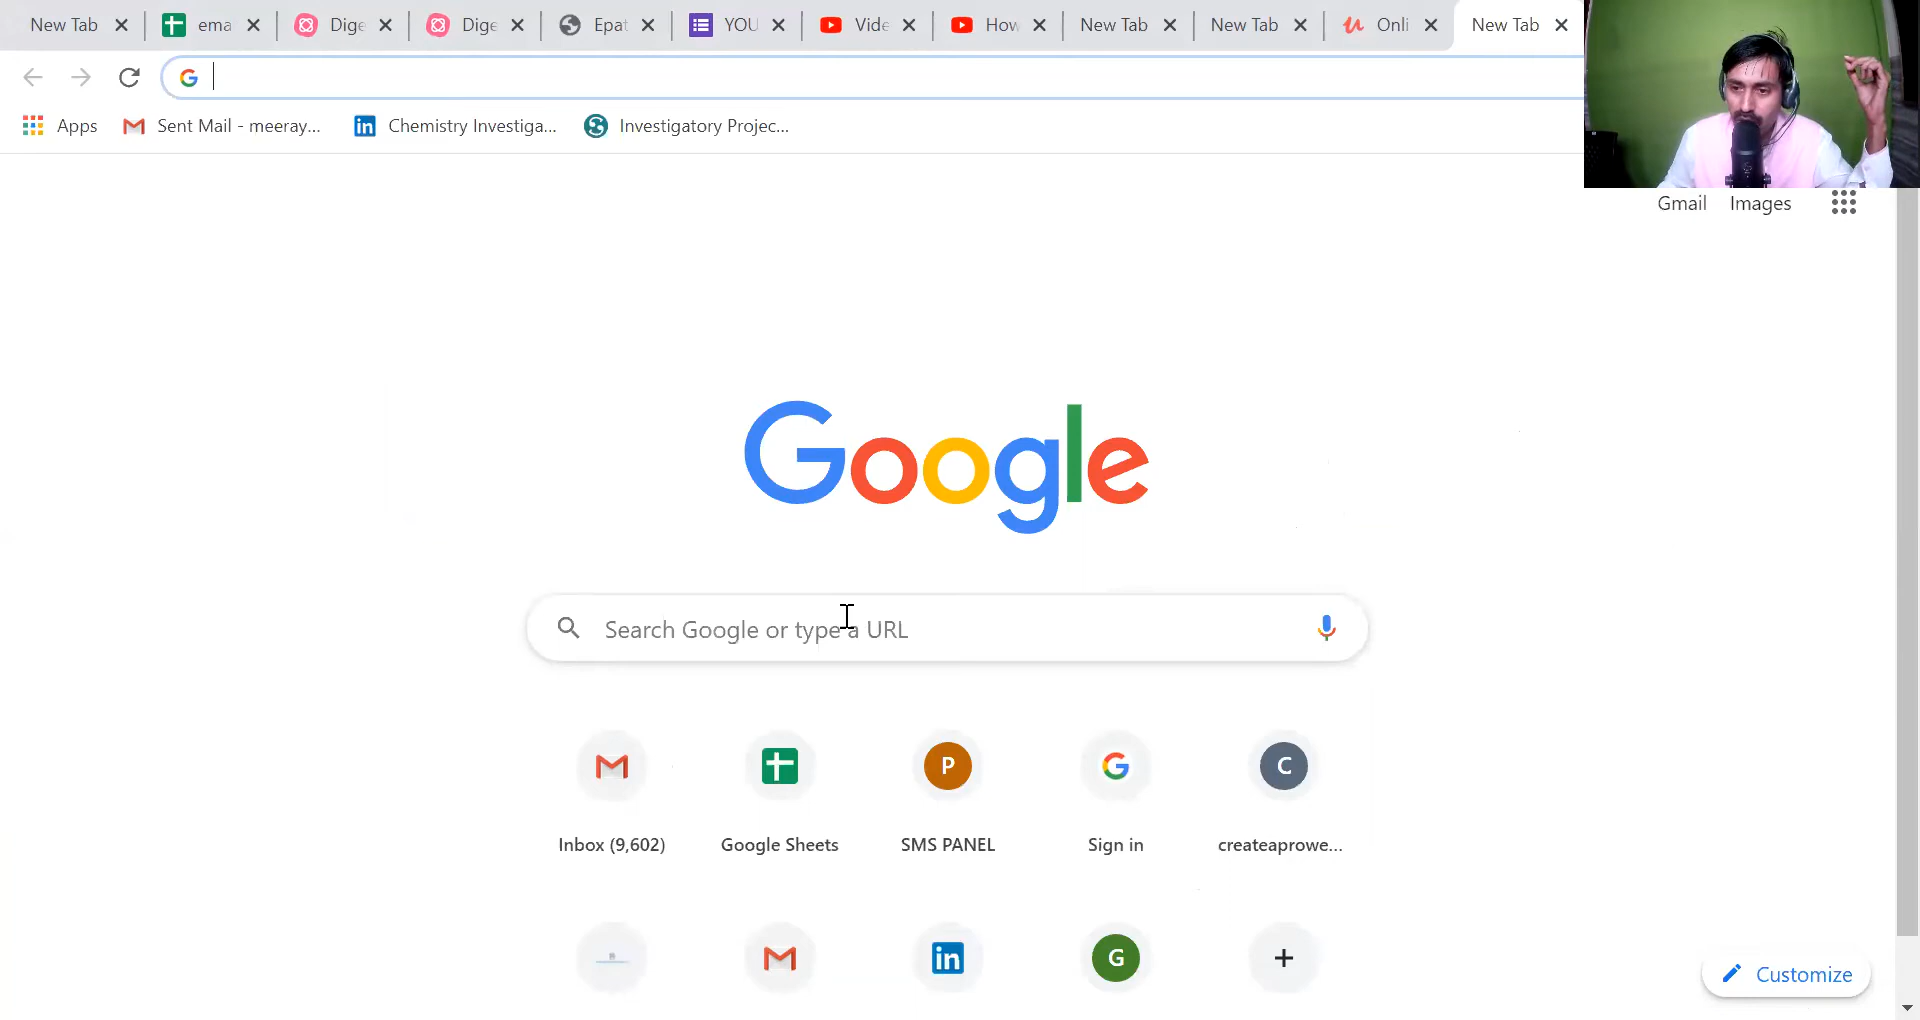 New Tab ema Dige Dige Epat YOU Vide How New Tab New Tab Onli New Tab
Apps Sent Mail - meeray... Chemistry Investiga... Investigatory Projec...
Gmail Images
Google
Search Google or type a URL
P C
Inbox (9,602) Google Sheets SMS PANEL Sign in createaprowe...
G
Customize